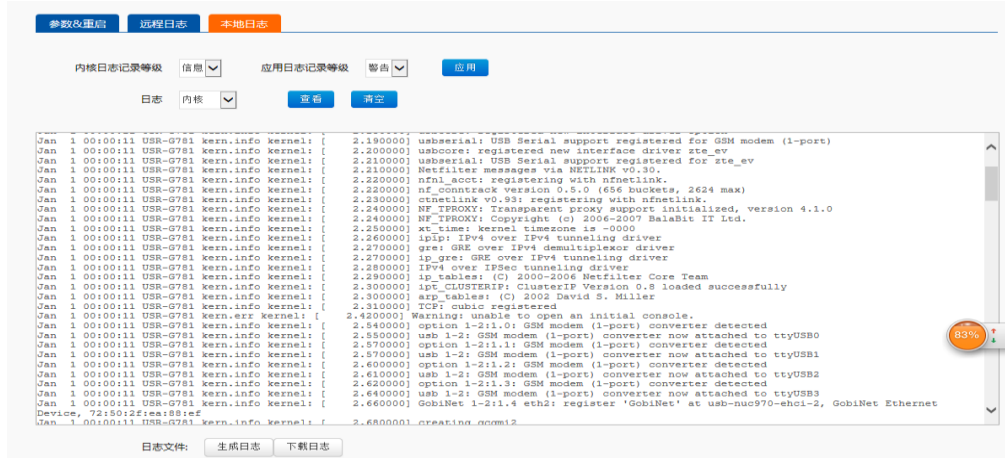 参数&重启 远程日志 本地日志
内核日志记录等级 信息 应用日志记录等级 警告 应用
日志 内核 查看 清空
Jan 1 00:00:11 USR-G781 kern.info kernel: [ 2.190000] usbserial: USB Serial support registered for GSM modem (1-port)
Jan 1 00:00:11 USR-G781 kern.info kernel: [ 2.200000] usbcore: registered new interface driver zte_ev
Jan 1 00:00:11 USR-G781 kern.info kernel: [ 2.210000] usbserial: USB Serial support registered for zte_ev
Jan 1 00:00:11 USR-G781 kern.info kernel: [ 2.210000] Netfilter messages via NETLINK v0.30.
Jan 1 00:00:11 USR-G781 kern.info kernel: [ 2.220000] nfnl_acct: registering with nfnetlink.
Jan 1 00:00:11 USR-G781 kern.info kernel: [ 2.220000] nf_conntrack version 0.5.0 (656 buckets, 2624 max)
Jan 1 00:00:11 USR-G781 kern.info kernel: [ 2.230000] ctnetlink v0.93: registering with nfnetlink.
Jan 1 00:00:11 USR-G781 kern.info kernel: [ 2.240000] NF_TPROXY: Transparent proxy support initialized, version 4.1.0
Jan 1 00:00:11 USR-G781 kern.info kernel: [ 2.240000] NF_TPROXY: Copyright (c) 2006-2007 BalaBit IT Ltd.
Jan 1 00:00:11 USR-G781 kern.info kernel: [ 2.250000] xt_time: kernel timezone is -0000
Jan 1 00:00:11 USR-G781 kern.info kernel: [ 2.260000] ipip: IPv4 over IPv4 tunneling driver
Jan 1 00:00:11 USR-G781 kern.info kernel: [ 2.270000] gre: GRE over IPv4 demultiplexor driver
Jan 1 00:00:11 USR-G781 kern.info kernel: [ 2.270000] ip_gre: GRE over IPv4 tunneling driver
Jan 1 00:00:11 USR-G781 kern.info kernel: [ 2.280000] IPv4 over IPSec tunneling driver
Jan 1 00:00:11 USR-G781 kern.info kernel: [ 2.290000] ip_tables: (C) 2000-2006 Netfilter Core Team
Jan 1 00:00:11 USR-G781 kern.info kernel: [ 2.300000] ipt_CLUSTERIP: ClusterIP Version 0.8 loaded successfully
Jan 1 00:00:11 USR-G781 kern.info kernel: [ 2.300000] arp_tables: (C) 2002 David S. Miller
Jan 1 00:00:11 USR-G781 kern.info kernel: [ 2.310000] TCP: cubic registered
Jan 1 00:00:11 USR-G781 kern.err kernel: [ 2.420000] Warning: unable to open an initial console.
Jan 1 00:00:11 USR-G781 kern.info kernel: [ 2.540000] option 1-2:1.0: GSM modem (1-port) converter detected
Jan 1 00:00:11 USR-G781 kern.info kernel: [ 2.550000] usb 1-2: GSM modem (1-port) converter now attached to ttyUSB0
Jan 1 00:00:11 USR-G781 kern.info kernel: [ 2.570000] option 1-2:1.1: GSM modem (1-port) converter detected
Jan 1 00:00:11 USR-G781 kern.info kernel: [ 2.570000] usb 1-2: GSM modem (1-port) converter now attached to ttyUSB1
Jan 1 00:00:11 USR-G781 kern.info kernel: [ 2.600000] option 1-2:1.2: GSM modem (1-port) converter detected
Jan 1 00:00:11 USR-G781 kern.info kernel: [ 2.610000] usb 1-2: GSM modem (1-port) converter now attached to ttyUSB2
Jan 1 00:00:11 USR-G781 kern.info kernel: [ 2.620000] option 1-2:1.3: GSM modem (1-port) converter detected
Jan 1 00:00:11 USR-G781 kern.info kernel: [ 2.640000] usb 1-2: GSM modem (1-port) converter now attached to ttyUSB3
Jan 1 00:00:11 USR-G781 kern.info kernel: [ 2.660000] GobiNet 1-2:1.4 eth2: register 'GobiNet' at usb-nuc970-ehci-2, GobiNet Ethernet
Device, 72:50:2f:ea:88:ef
Jan 1 00:00:11 USR-G781 kern.info kernel: [ 2.680000] creating qcqmi2
83%
日志文件: 生成日志 下载日志